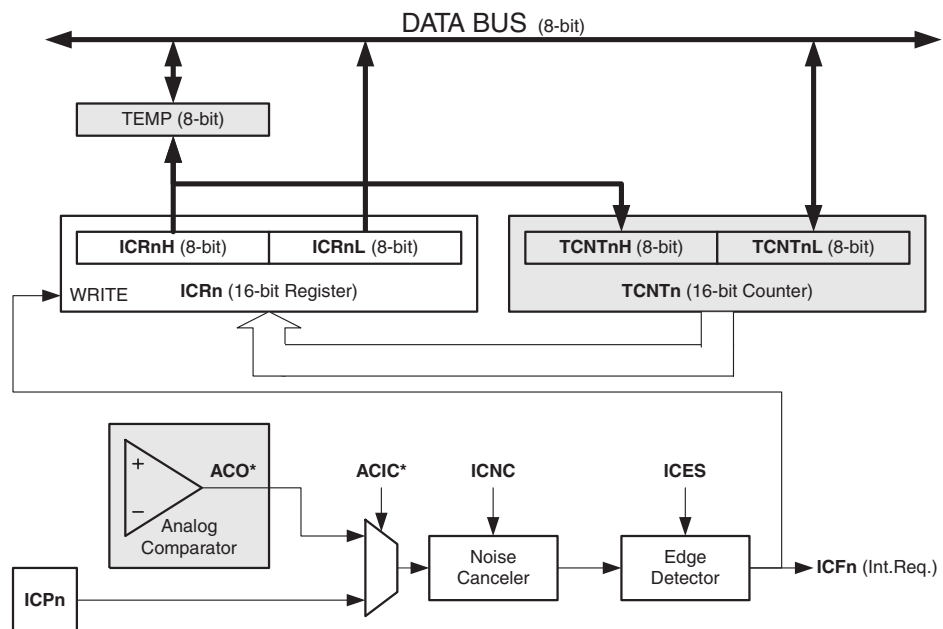 DATA BUS (8-bit)
TEMP (8-bit)
ICRnH (8-bit)
ICRnL (8-bit)
TCNTnH (8-bit)
TCNTnL (8-bit)
WRITE
ICRn (16-bit Register)
TCNTn (16-bit Counter)
+
−
ACO*
Analog
Comparator
ACIC*
ICNC
ICES
Noise
Canceler
Edge
Detector
ICFn (Int.Req.)
ICPn